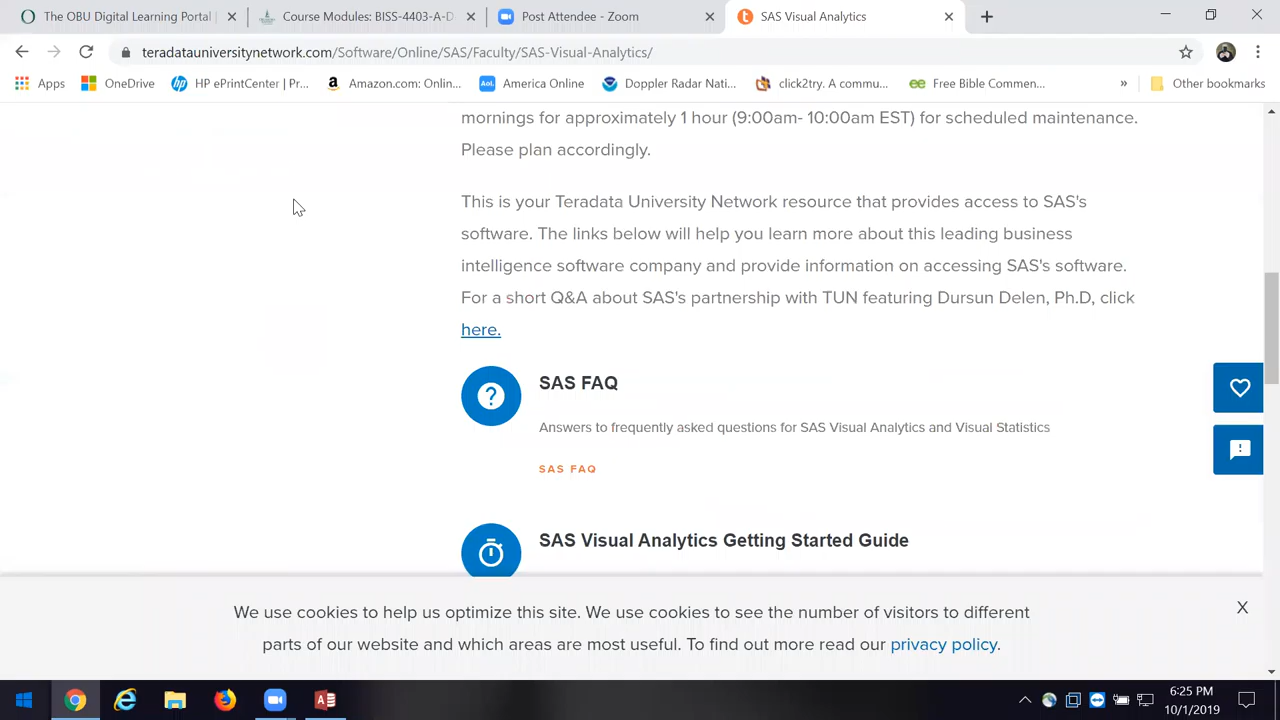 The OBU Digital Learning Portal
Course Modules: BISS-4403-A-D
Post Attendee - Zoom
SAS Visual Analytics
teradatauniversitynetwork.com/Software/Online/SAS/Faculty/SAS-Visual-Analytics/
Apps
OneDrive
HP ePrintCenter | Pr...
Amazon.com: Onlin...
America Online
Doppler Radar Nati...
click2try. A commu...
Free Bible Commen...
»
Other bookmarks
mornings for approximately 1 hour (9:00am- 10:00am EST) for scheduled maintenance.
Please plan accordingly.
This is your Teradata University Network resource that provides access to SAS's
software. The links below will help you learn more about this leading business
intelligence software company and provide information on accessing SAS's software.
For a short Q&A about SAS's partnership with TUN featuring Dursun Delen, Ph.D, click
here.
SAS FAQ
Answers to frequently asked questions for SAS Visual Analytics and Visual Statistics
SAS FAQ
SAS Visual Analytics Getting Started Guide
We use cookies to help us optimize this site. We use cookies to see the number of visitors to different
parts of our website and which areas are most useful. To find out more read our privacy policy.
X
6:25 PM
10/1/2019